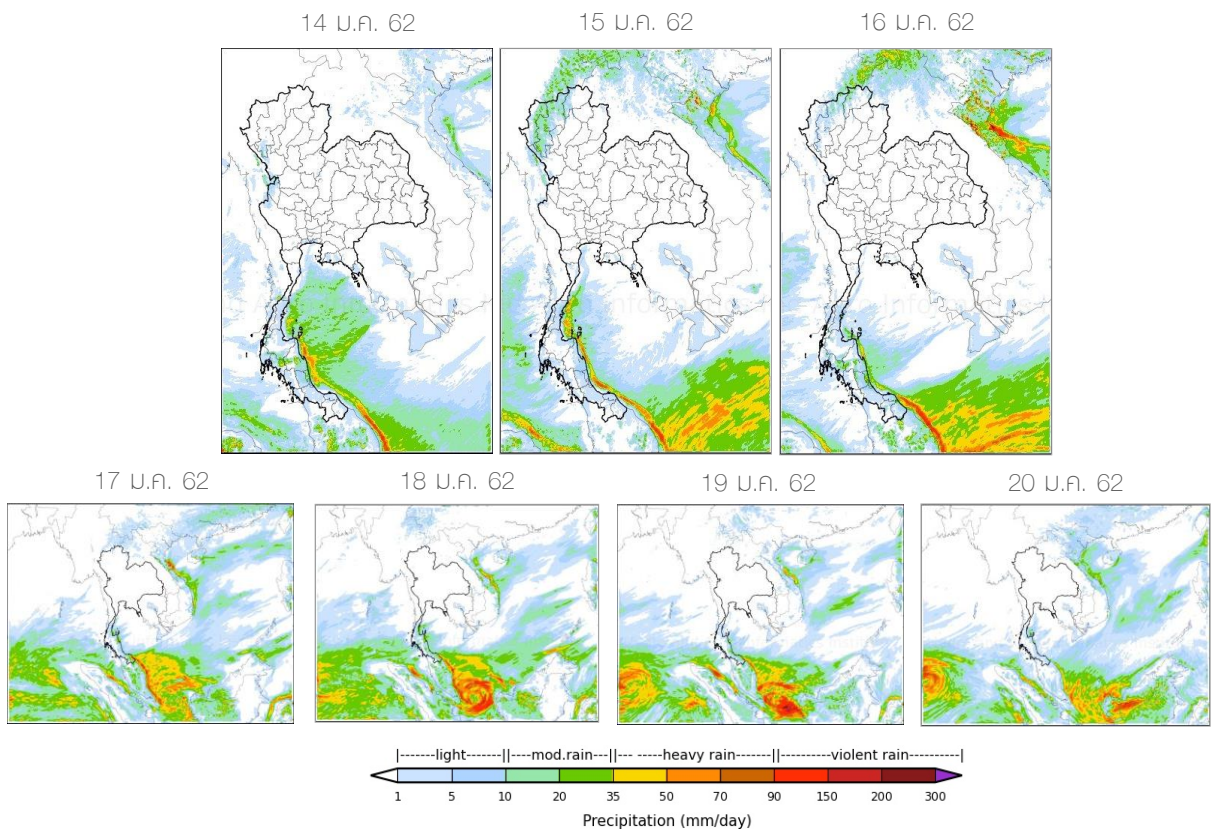 14 ม.ค. 62
15 ม.ค. 62
16 ม.ค. 62
17 ม.ค. 62
18 ม.ค. 62
19 ม.ค. 62
20 ม.ค. 62
|-------light-------||---mod.rain---||--- -----heavy rain--------||--------violent rain--------|
1 5 10 20 35 50 70 90 150 200 300
Precipitation (mm/day)